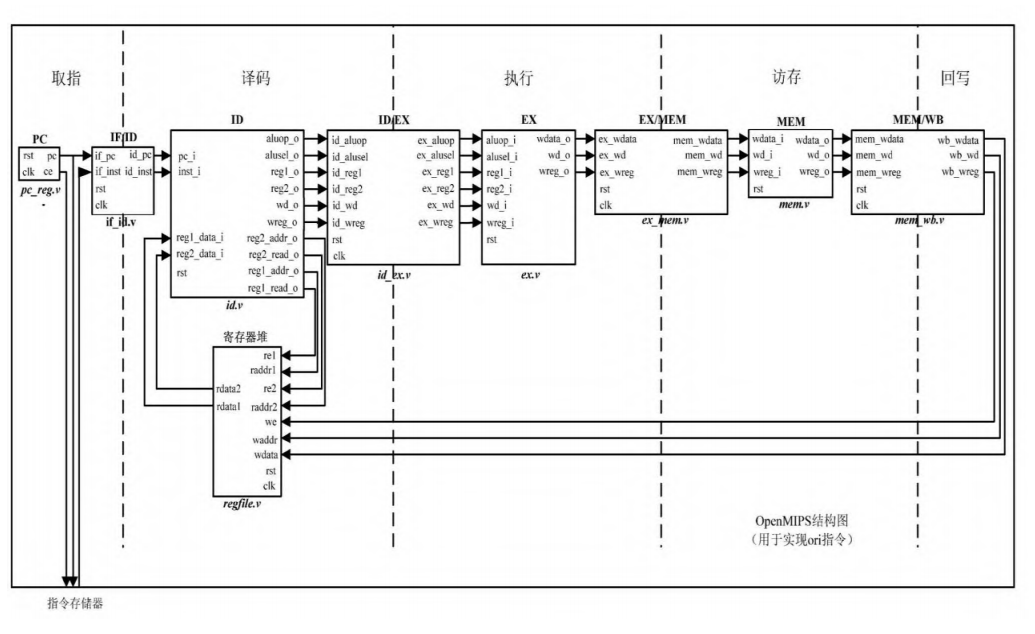 取指
译码
执行
访存
回写
PC
rst pc
clk ce
pc_reg.v
IF/ID
if_pc id_pc
if_inst id_inst
rst
clk
if_id.v
ID
aluop_o
pc_i alusel_o
inst_i reg1_o
reg2_o
wd_o
wreg_o
reg1_data_i reg2_addr_o
reg2_data_i reg2_read_o
rst reg1_addr_o
reg1_read_o
id.v
ID/EX
id_aluop ex_aluop
id_alusel ex_alusel
id_reg1 ex_reg1
id_reg2 ex_reg2
id_wd ex_wd
id_wreg ex_wreg
rst
clk
id_ex.v
EX
aluop_i wdata_o
alusel_i wd_o
reg1_i wreg_o
reg2_i
wd_i
wreg_i
rst
ex.v
EX/MEM
ex_wdata mem_wdata
ex_wd mem_wd
ex_wreg mem_wreg
rst
clk
ex_mem.v
MEM
wdata_i wdata_o
wd_i wd_o
wreg_i wreg_o
rst
mem.v
MEM/WB
mem_wdata wb_wdata
mem_wd wb_wd
mem_wreg wb_wreg
rst
clk
mem_wb.v
寄存器堆
re1
raddr1
rdata2 re2
rdata1 raddr2
we
waddr
wdata
rst
clk
regfile.v
OpenMIPS结构图
（用于实现ori指令）
指令存储器